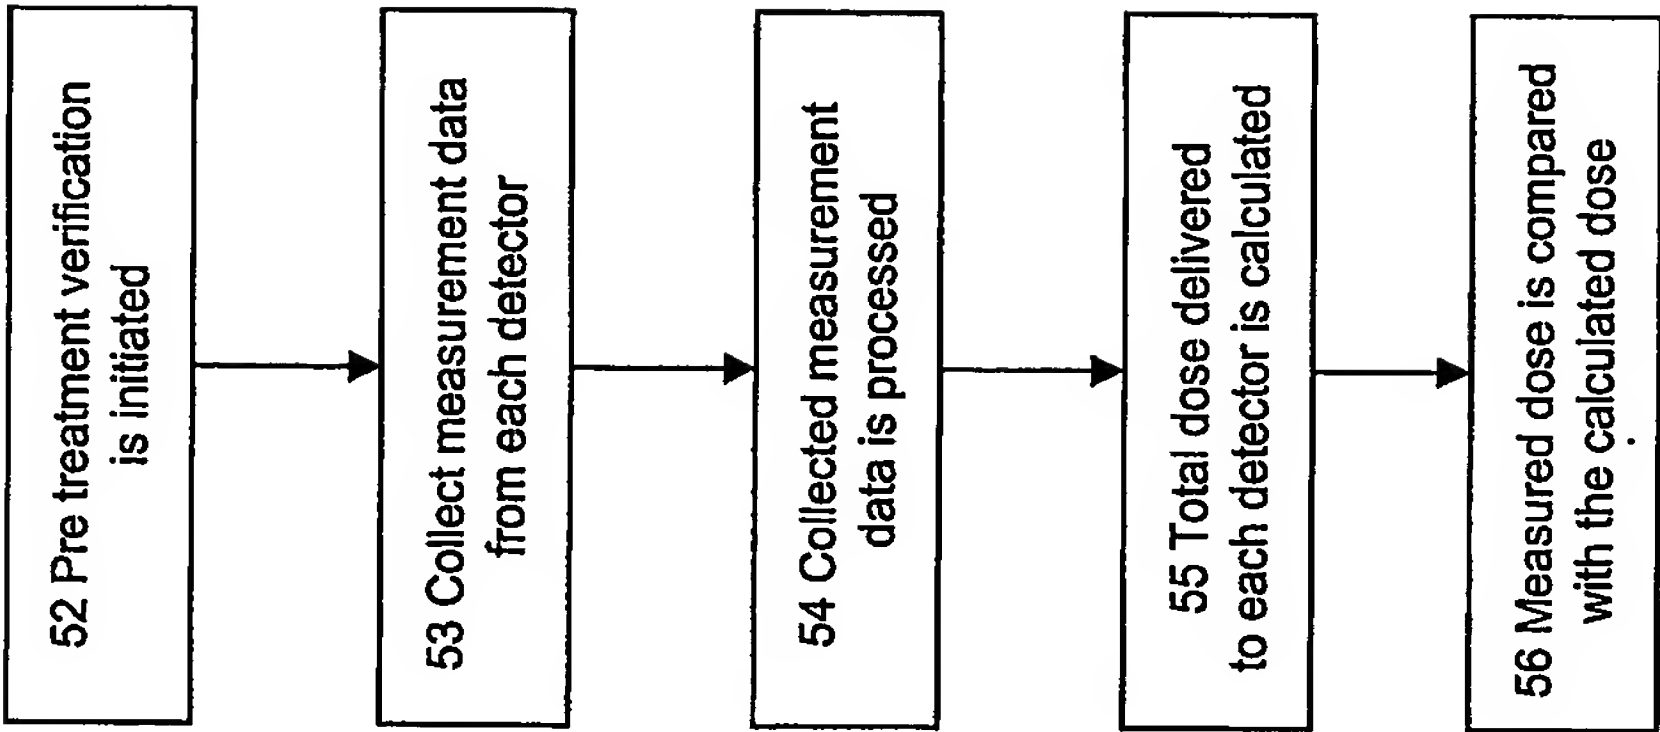 52 Pre treatment verification
is initiated
53 Collect measurement data
from each detector
54 Collected measurement
data is processed
55 Total dose delivered
to each detector is calculated
56 Measured dose is compared
with the calculated dose